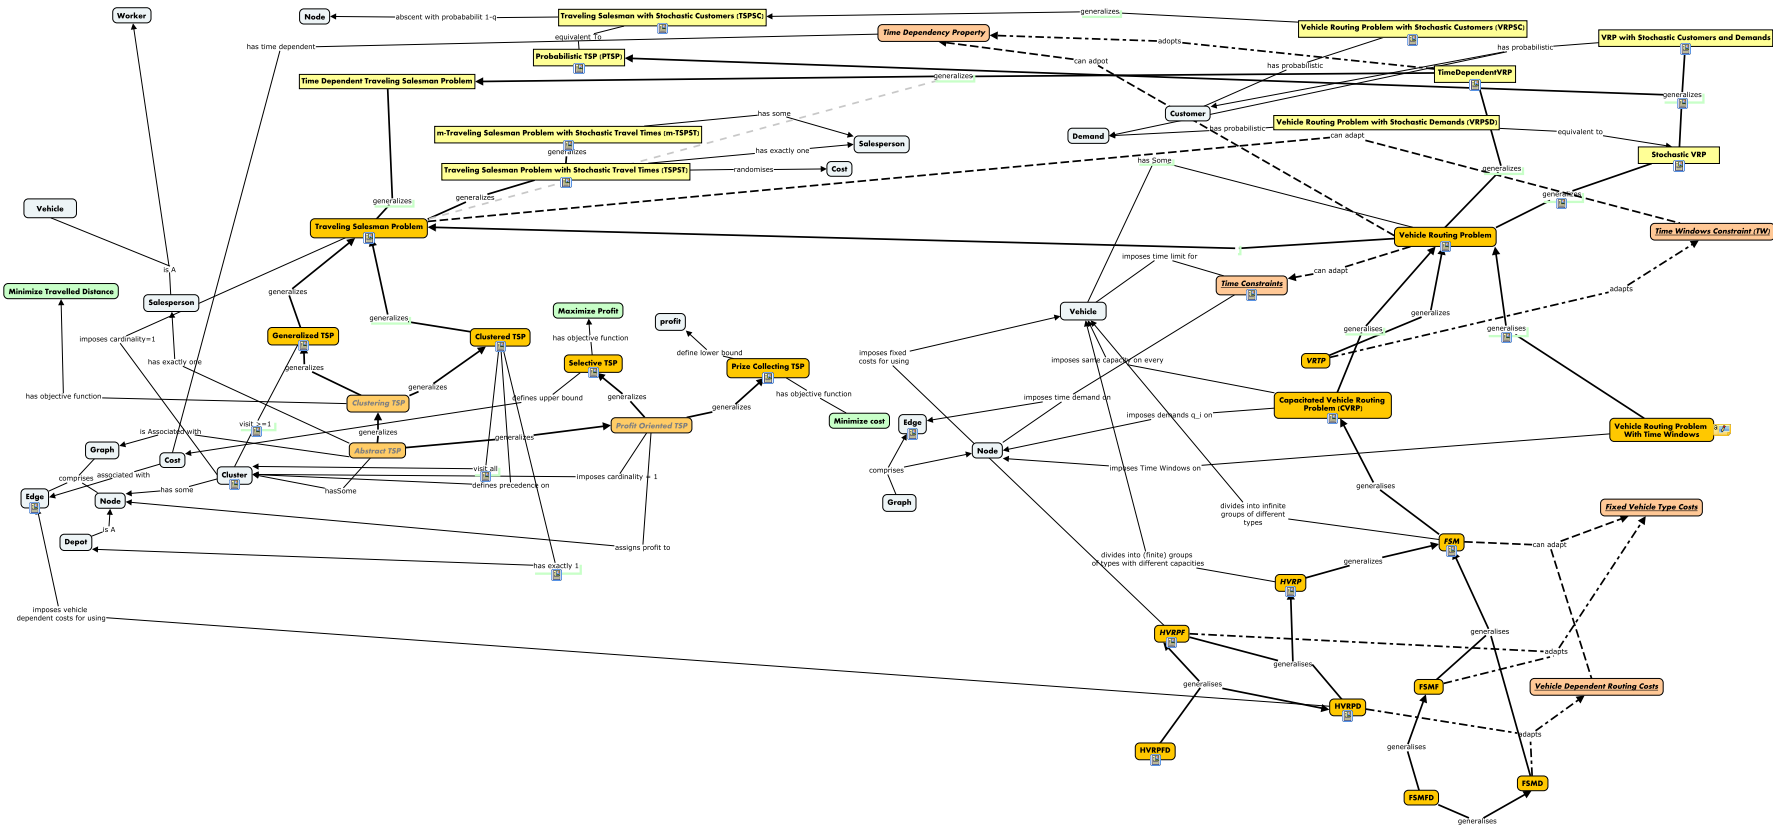 Worker
Node
abscent with probababilit 1-q
Traveling Salesman with Stochastic Customers (TSPSC)
generalizes
Vehicle Routing Problem with Stochastic Customers (VRPSC)
VRP with Stochastic Customers and Demands
has time dependent
equivalent To
Time Dependency Property
adopts
has probabilistic
Probabilistic TSP (PTSP)
can adopt
has probabilistic
Time Dependent Traveling Salesman Problem
generalizes
TimeDependentVRP
generalizes
Customer
m-Traveling Salesman Problem with Stochastic Travel Times (m-TSPST)
has some
Salesperson
Demand
has probabilistic
Vehicle Routing Problem with Stochastic Demands (VRPSD)
can adapt
equivalent to
generalizes
has exactly one
Stochastic VRP
Traveling Salesman Problem with Stochastic Travel Times (TSPST)
randomises
Cost
has Some
generalizes
generalizes
generalizes
generalizes
Vehicle
Traveling Salesman Problem
Vehicle Routing Problem
Time Windows Constraint (TW)
is A
imposes time limit for
can adapt
Minimize Travelled Distance
Salesperson
generalizes
Time Constraints
adapts
Maximize Profit
profit
Vehicle
generalizes
generalizes
generalises
generalises
imposes cardinality=1
Generalized TSP
Clustered TSP
has objective function
define lower bound
imposes fixed
costs for using
imposes same capacity on every
VRTP
has exactly one
generalizes
Selective TSP
Prize Collecting TSP
generalizes
has objective function
has objective function
Clustering TSP
defines upper bound
generalizes
generalizes
Minimize cost
imposes time demand on
imposes demands q_i on
Capacitated Vehicle Routing
Problem (CVRP)
visit >=1
generalizes
Profit Oriented TSP
Edge
Vehicle Routing Problem
With Time Windows
is Associated with
generalizes
Graph
Cost
Abstract TSP
Node
comprises
associated with
Cluster
visit all
imposes cardinality = 1
comprises
imposes Time Windows on
Edge
Node
has some
hasSome
defines precedence on
generalises
Graph
is A
divides into infinite
groups of different
types
Fixed Vehicle Type Costs
Depot
assigns profit to
FSM
can adapt
has exactly 1
divides into (finite) groups
of types with different capacities
generalizes
HVRP
imposes vehicle
dependent costs for using
HVRPF
generalises
adapts
generalises
generalises
FSMF
Vehicle Dependent Routing Costs
HVRPD
adapts
HVRPFD
generalises
FSMD
FSMFD
generalises